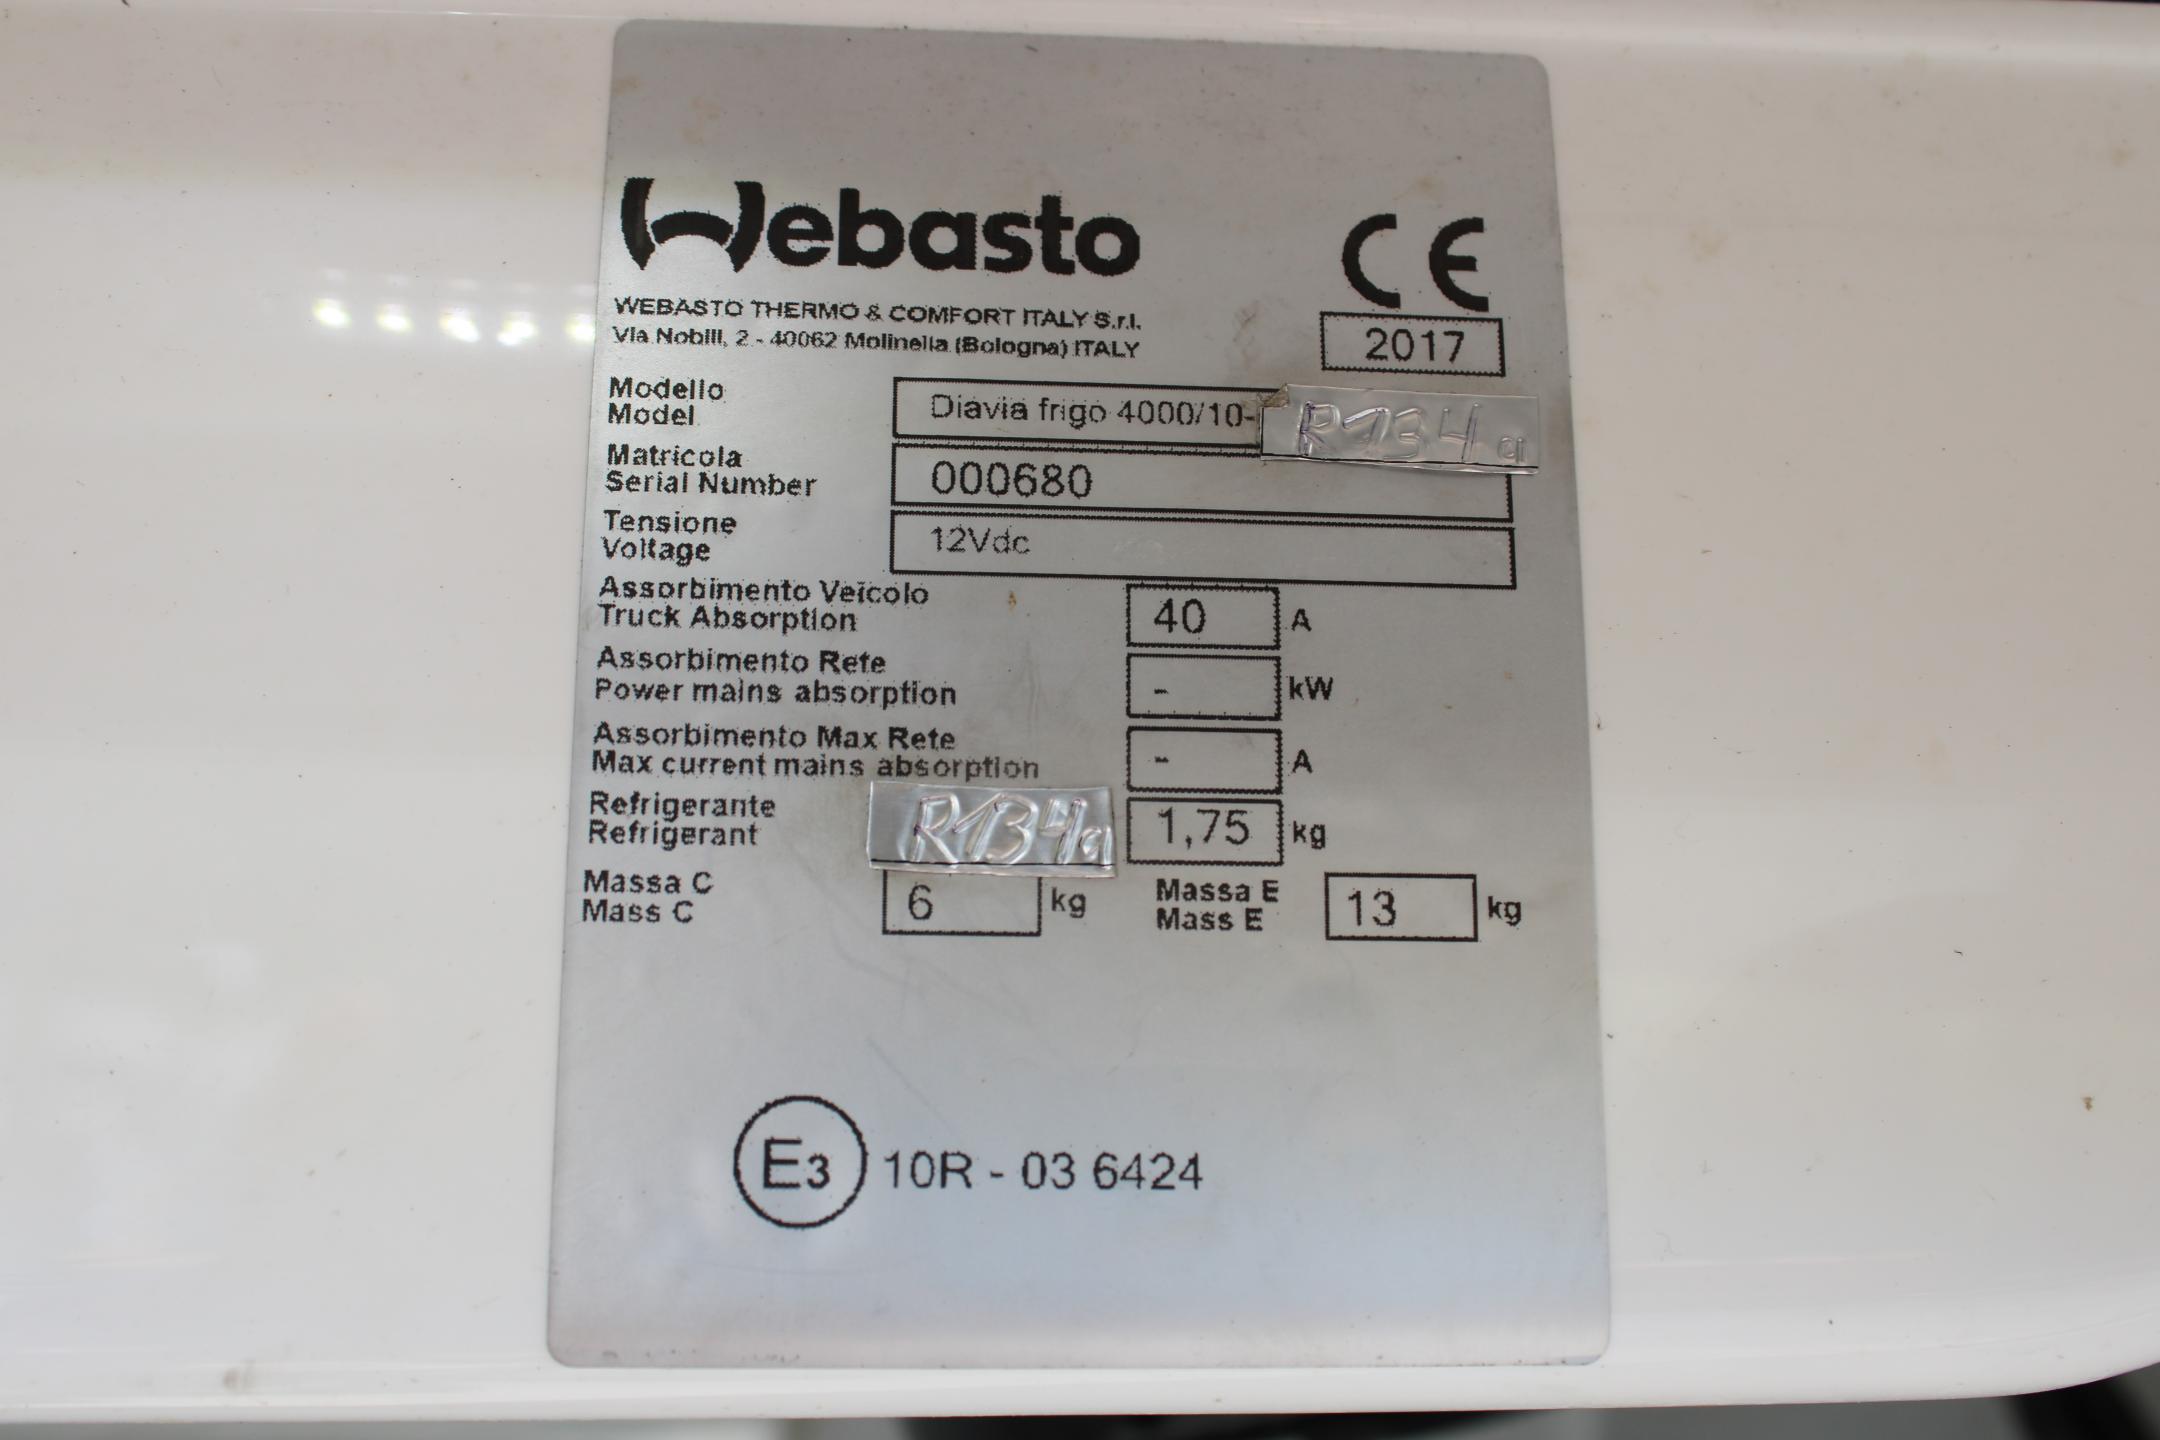 Webasto
CE
WEBASTO THERMO & COMFORT ITALY S.r.l.
Via Nobili, 2 - 40062 Molinella (Bologna) ITALY
2017
Modello
Model
Diavia frigo 4000/10- R134a
Matricola
Serial Number
000680
Tensione
Voltage
12Vdc
Assorbimento Veicolo
Truck Absorption
40 A
Assorbimento Rete
Power mains absorption
- kW
Assorbimento Max Rete
Max current mains absorption
- A
Refrigerante
Refrigerant
R134a 1,75 kg
Massa C
Mass C
6 kg
Massa E
Mass E
13 kg
E3 10R - 03 6424